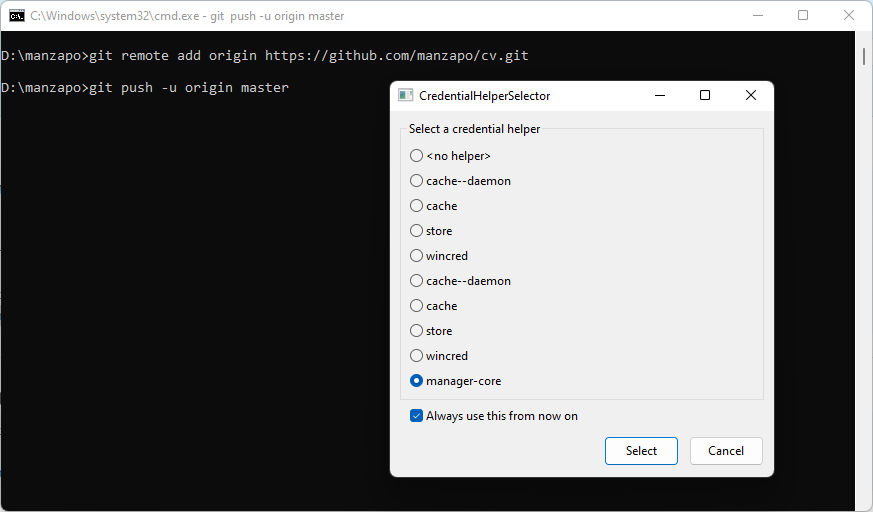 C:\Windows\system32\cmd.exe - git  push -u origin master
D:\manzapo>git remote add origin https://github.com/manzapo/cv.git
D:\manzapo>git push -u origin master
CredentialHelperSelector
Select a credential helper
<no helper>
cache--daemon
cache
store
wincred
cache--daemon
cache
store
wincred
manager-core
Always use this from now on
Select
Cancel